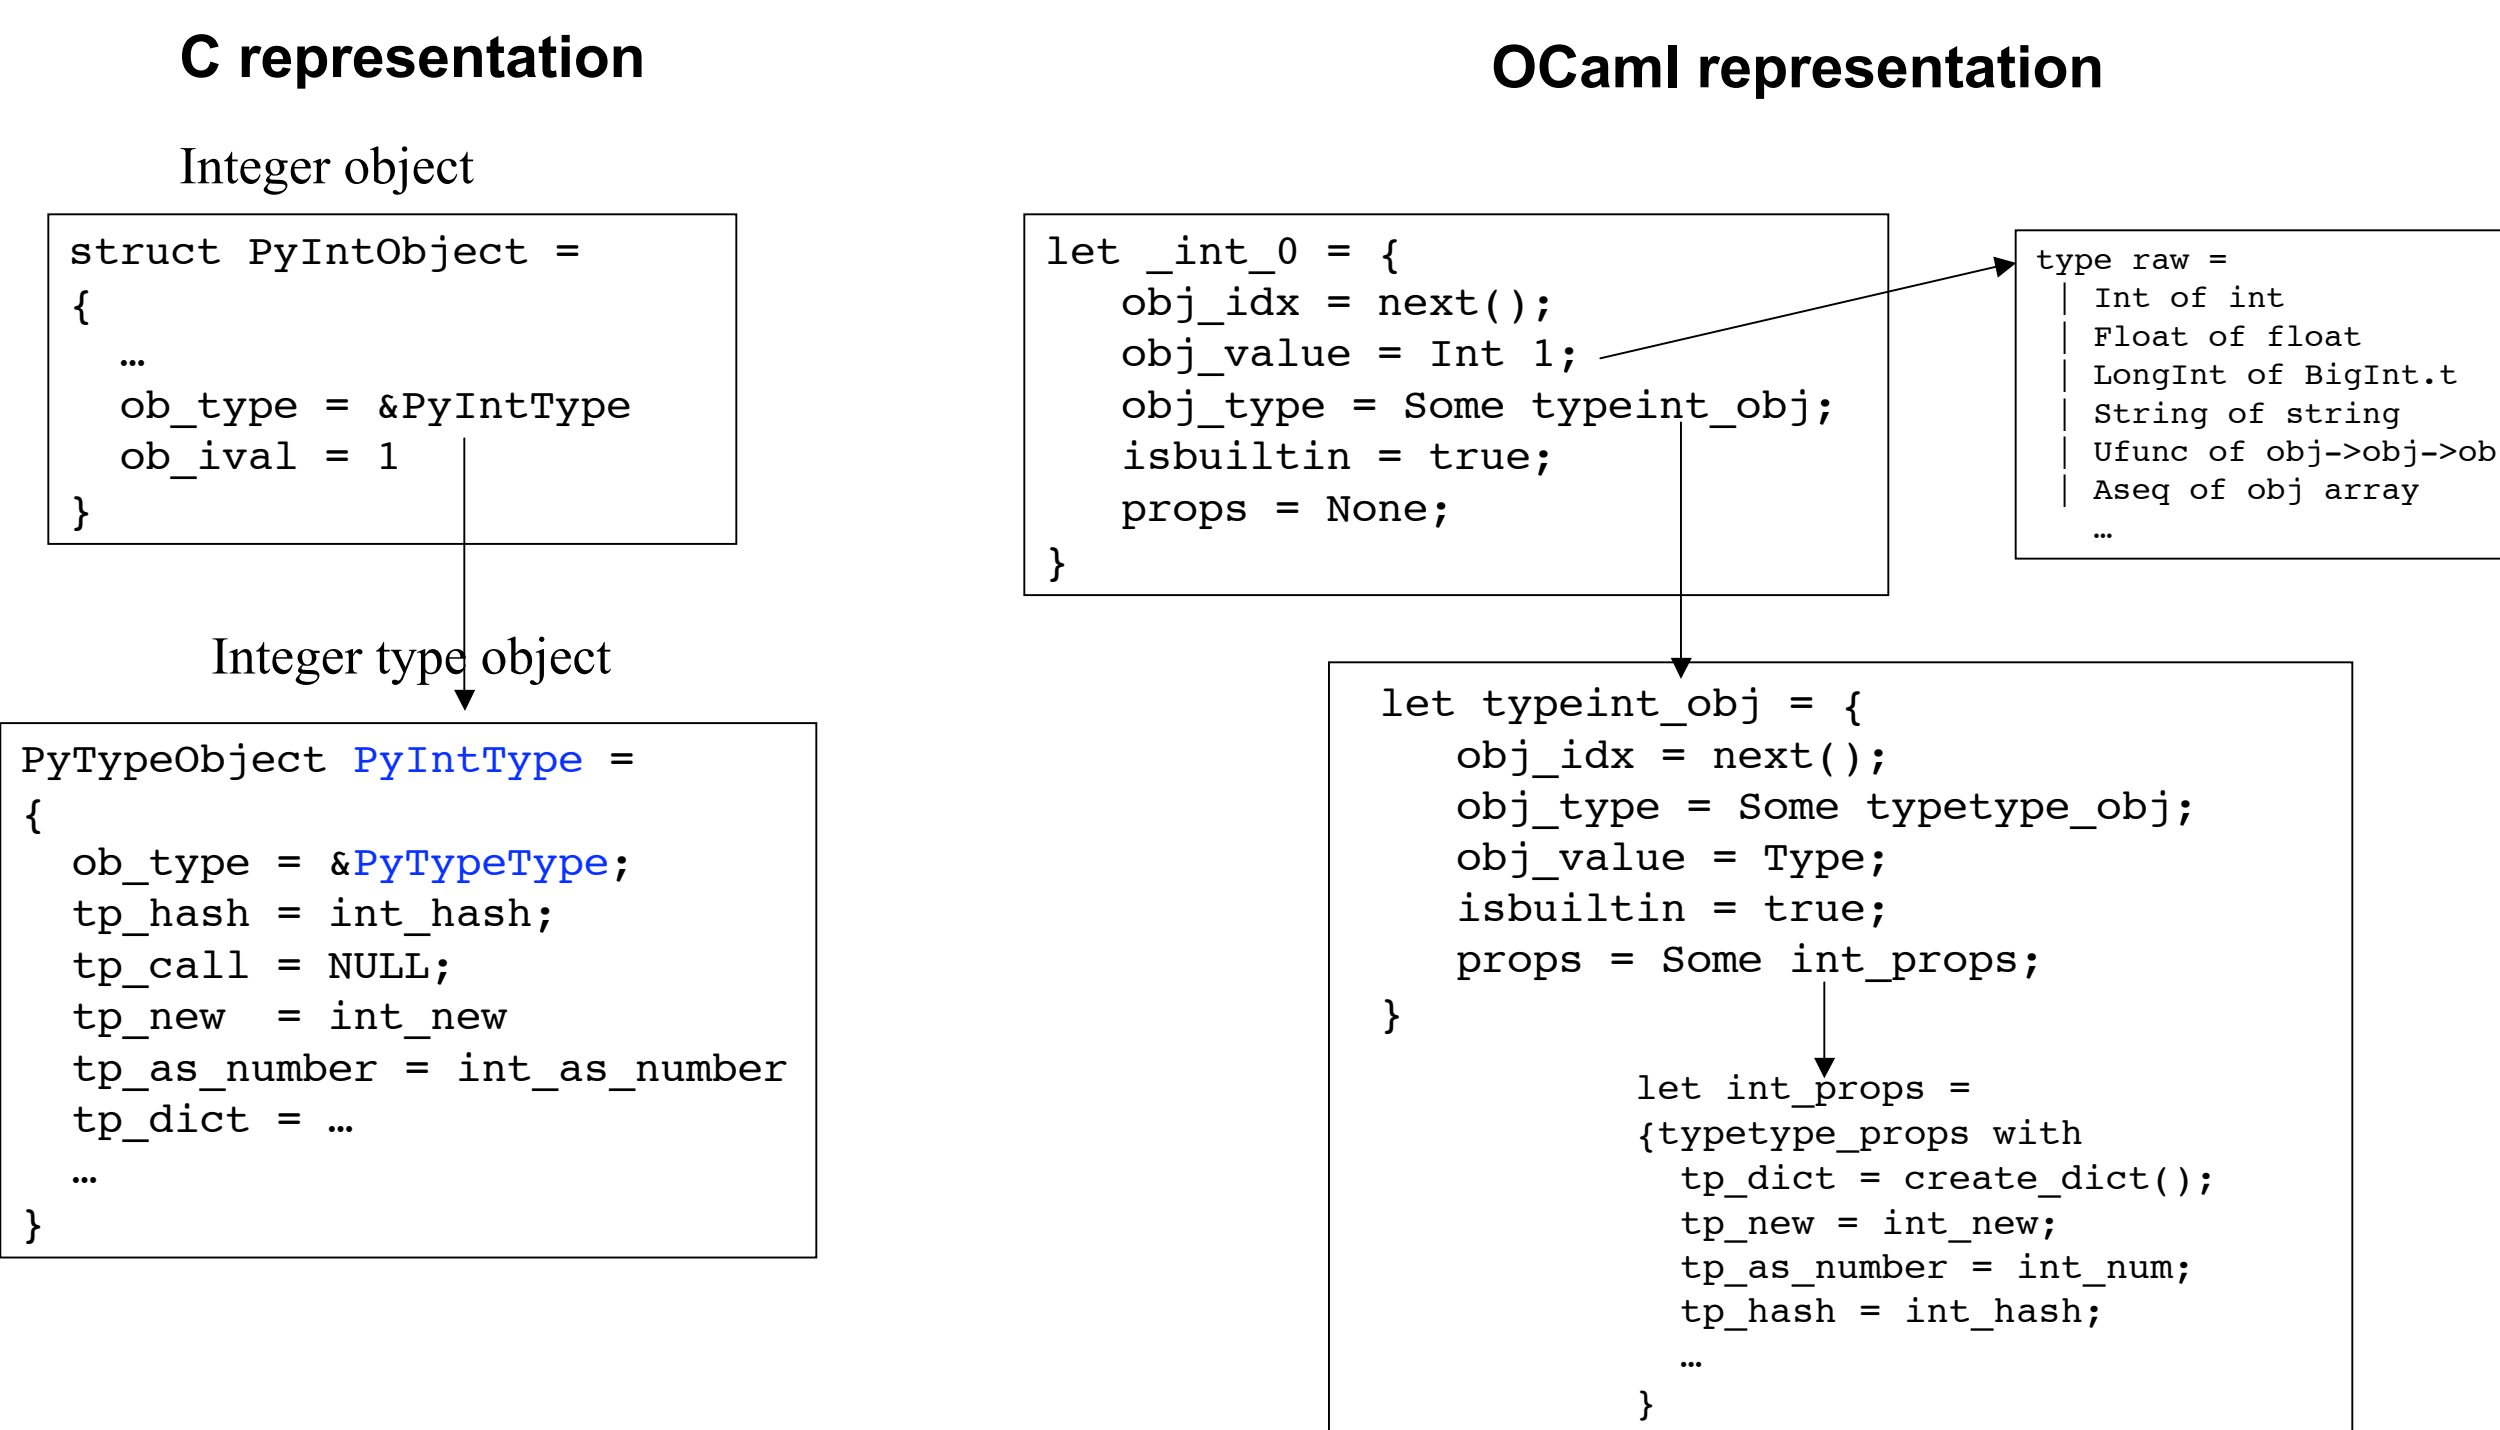 C representation
Integer object
struct PyIntObject =
{
…
ob_type = &PyIntType
ob_ival = 1
}
Integer type object
PyTypeObject PyIntType =
{
ob_type = &PyTypeType;
tp_hash = int_hash;
tp_call = NULL;
tp_new  = int_new
tp_as_number = int_as_number
tp_dict = …
…
}
OCaml representation
let _int_0 = {
obj_idx = next();
obj_value = Int 1;
obj_type = Some typeint_obj;
isbuiltin = true;
props = None;
}
type raw =
| Int of int
| Float of float
| LongInt of BigInt.t
| String of string
| Ufunc of obj->obj->ob
| Aseq of obj array
…
let typeint_obj = {
obj_idx = next();
obj_type = Some typetype_obj;
obj_value = Type;
isbuiltin = true;
props = Some int_props;
}
let int_props =
{typetype_props with
tp_dict = create_dict();
tp_new = int_new;
tp_as_number = int_num;
tp_hash = int_hash;
…
}